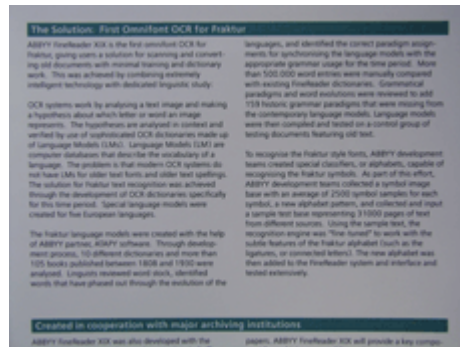 The Solution: First Omnifont OCR for Fraktur
ABBYY FineReader XIX is the first omnifont OCR for
fraktur, giving users a solution for scanning and convert-
ing old documents with minimal training and dictionary
work. This was achieved by combining extremely
intelligent technology with dedicated linguistic study:
OCR systems work by analysing a text image and making
a hypothesis about which letter or word an image
represents. The hypotheses are analysed in context and
verified by use of sophisticated OCR dictionaries made up
of Language Models (LMs). Language Models (LM) are
computer databases that describe the vocabulary of a
language. The problem is that modern OCR systems do
not have LMs for older text fonts and older text spellings.
The solution for fraktur text recognition was achieved
through the development of OCR dictionaries specifically
for this time period. Special language models were
created for five European languages.
The fraktur language models were created with the help
of ABBYY partner, ATAPY software. Through develop-
ment process, 10 different dictionaries and more than
105 books published between 1808 and 1930 were
analysed. Linguists reviewed word stock, identified
words that have phased out through the evolution of the
languages, and identified the correct paradigm assign-
ments for synchronising the language models with the
appropriate grammar usage for the time period. More
than 500.000 word entries were manually compared
with existing FineReader dictionaries. Grammatical
paradigms and word evolutions were reviewed to add
159 historic grammar paradigms that were missing from
the contemporary language models. Language models
were then compiled and tested on a control group of
testing documents featuring old text.
To recognise the fraktur style fonts, ABBYY development
teams created special classifiers, or alphabets, capable of
recognising the fraktur symbols. As part of this effort,
ABBYY development teams collected a symbol image
base with an average of 2500 symbol samples for each
symbol, a new alphabet pattern, and collected and input
a sample test base representing 31000 pages of text
from different sources. Using the sample text, the
recognition engine was "fine tuned" to work with the
subtle features of the fraktur alphabet (such as the
ligatures, or connected letters). The new alphabet was
then added to the FineReader system and interface and
tested extensively.
Created in cooperation with major archiving institutions
ABBYY FineReader XIX was also developed with the
papers. ABBYY FineReader XIX will provide a key compo-